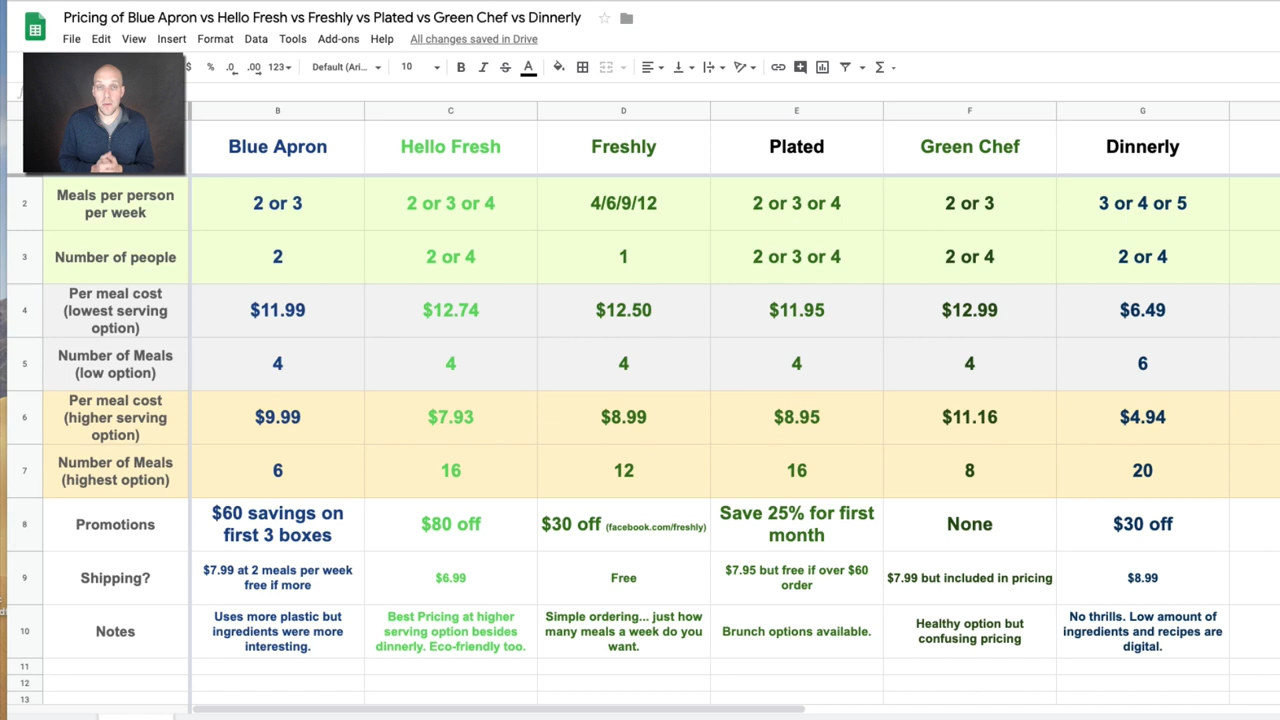 Pricing of Blue Apron vs Hello Fresh vs Freshly vs Plated vs Green Chef vs Dinnerly
File Edit View Insert Format Data Tools Add-ons Help All changes saved in Drive
$ % .0 .00 123 Default (Ari... 10 B I S A
B C D E F G
Blue Apron Hello Fresh Freshly Plated Green Chef Dinnerly
2 Meals per person per week 2 or 3 2 or 3 or 4 4/6/9/12 2 or 3 or 4 2 or 3 3 or 4 or 5
3 Number of people 2 2 or 4 1 2 or 3 or 4 2 or 4 2 or 4
4 Per meal cost (lowest serving option) $11.99 $12.74 $12.50 $11.95 $12.99 $6.49
5 Number of Meals (low option) 4 4 4 4 4 6
6 Per meal cost (higher serving option) $9.99 $7.93 $8.99 $8.95 $11.16 $4.94
7 Number of Meals (highest option) 6 16 12 16 8 20
8 Promotions $60 savings on first 3 boxes $80 off $30 off (facebook.com/freshly) Save 25% for first month None $30 off
9 Shipping? $7.99 at 2 meals per week free if more $6.99 Free $7.95 but free if over $60 order $7.99 but included in pricing $8.99
10 Notes Uses more plastic but ingredients were more interesting. Best Pricing at higher serving option besides dinnerly. Eco-friendly too. Simple ordering... just how many meals a week do you want. Brunch options available. Healthy option but confusing pricing No thrills. Low amount of ingredients and recipes are digital.
11
12
13